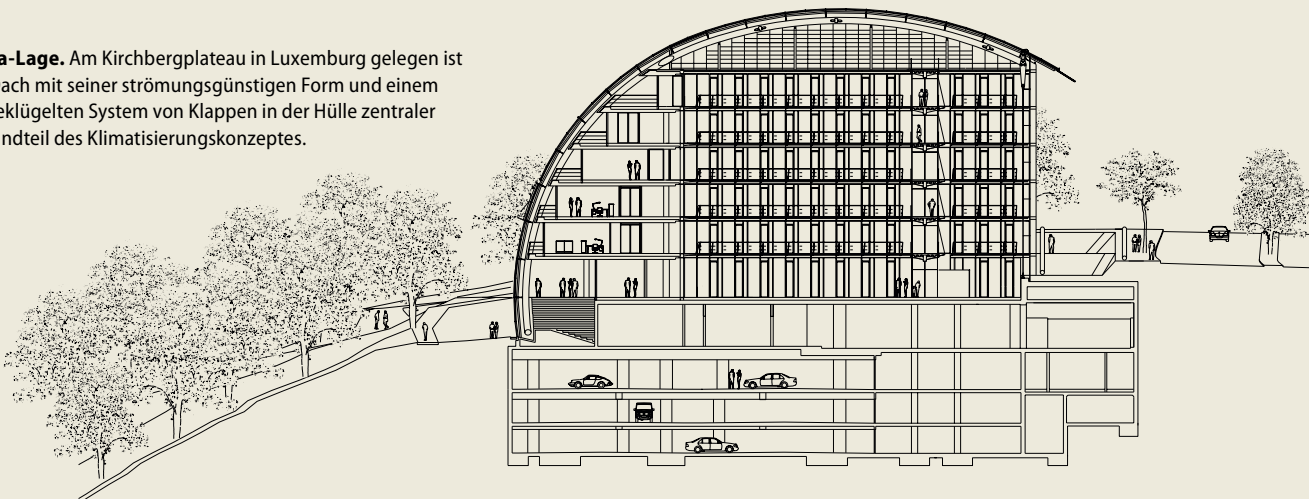 a-Lage. Am Kirchbergplateau in Luxemburg gelegen ist
ach mit seiner strömungsgünstigen Form und einem
eklügelten System von Klappen in der Hülle zentraler
ndteil des Klimatisierungskonzeptes.